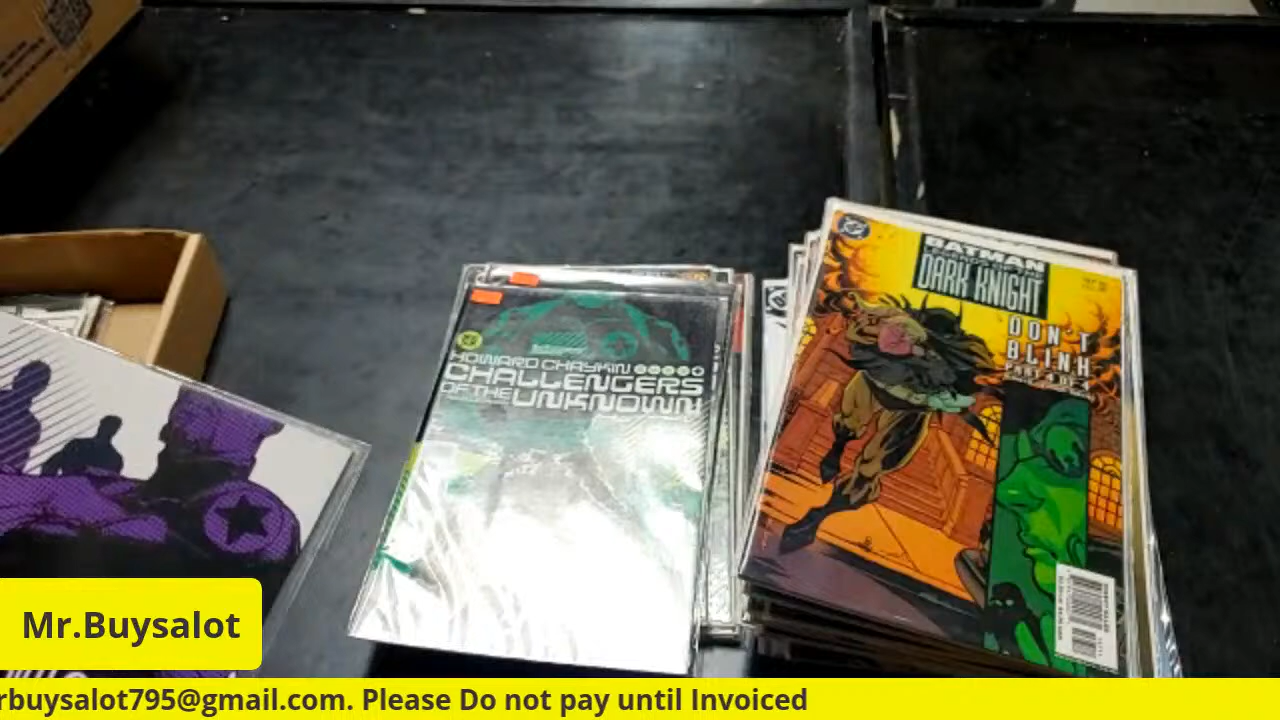 HOWARD CHAYKIN
CHALLENGERS
OF THE UNKNOWN
BATMAN
DARK KNIGHT
DON'T
BLINK
Mr.Buysalot
rbuysalot795@gmail.com. Please Do not pay until Invoiced